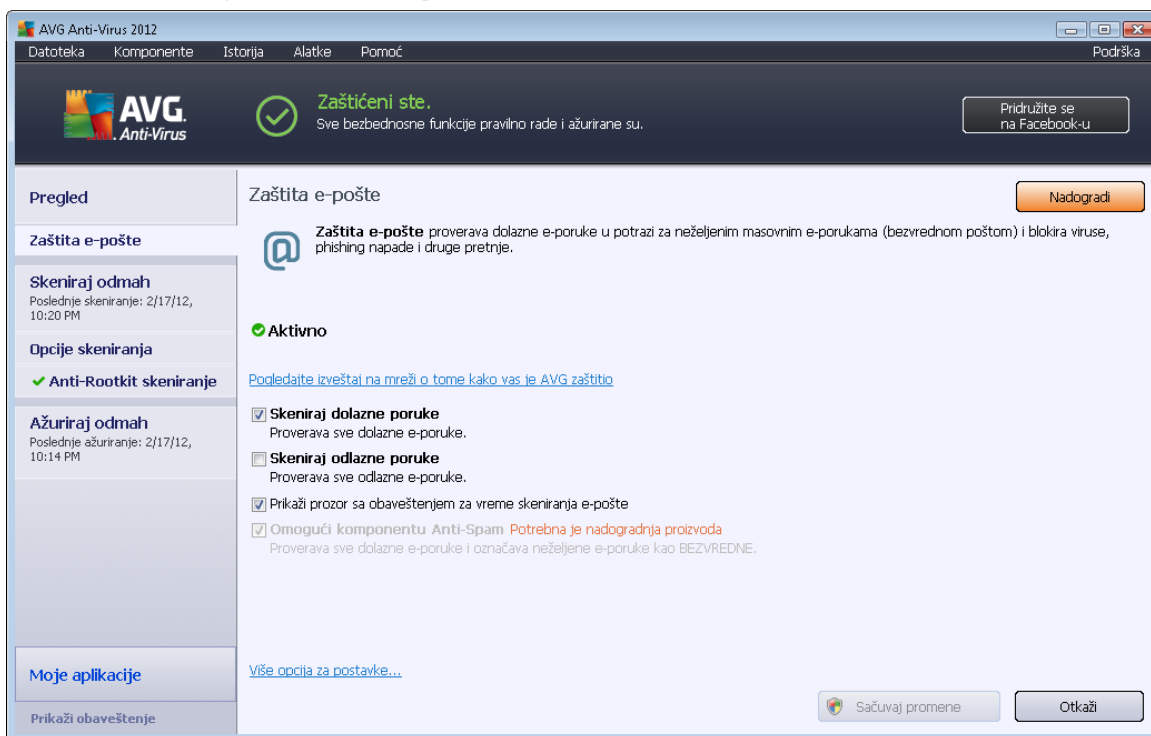 AVG Anti-Virus 2012
Datoteka Komponente Istorija Alatke Pomoć Podrška
AVG.
Anti-Virus
Zaštićeni ste.
Sve bezbednosne funkcije pravilno rade i ažurirane su.
Pridružite se
na Facebook-u
Pregled
Zaštita e-pošte
Skeniraj odmah
Poslednje skeniranje: 2/17/12,
10:20 PM
Opcije skeniranja
Anti-Rootkit skeniranje
Ažuriraj odmah
Poslednje ažuriranje: 2/17/12,
10:14 PM
Moje aplikacije
Prikaži obaveštenje
Zaštita e-pošte
Nadogradi
@
Zaštita e-pošte proverava dolazne e-poruke u potrazi za neželjenim masovnim e-porukama (bezvrednom poštom) i blokira viruse,
phishing napade i druge pretnje.
Aktivno
Pogledajte izveštaj na mreži o tome kako vas je AVG zaštitio
Skeniraj dolazne poruke
Proverava sve dolazne e-poruke.
Skeniraj odlazne poruke
Proverava sve odlazne e-poruke.
Prikaži prozor sa obaveštenjem za vreme skeniranja e-pošte
Omogući komponentu Anti-Spam Potrebna je nadogradnja proizvoda
Proverava sve dolazne e-poruke i označava neželjene e-poruke kao BEZVREDNE.
Više opcija za postavke...
Sačuvaj promene
Otkaži